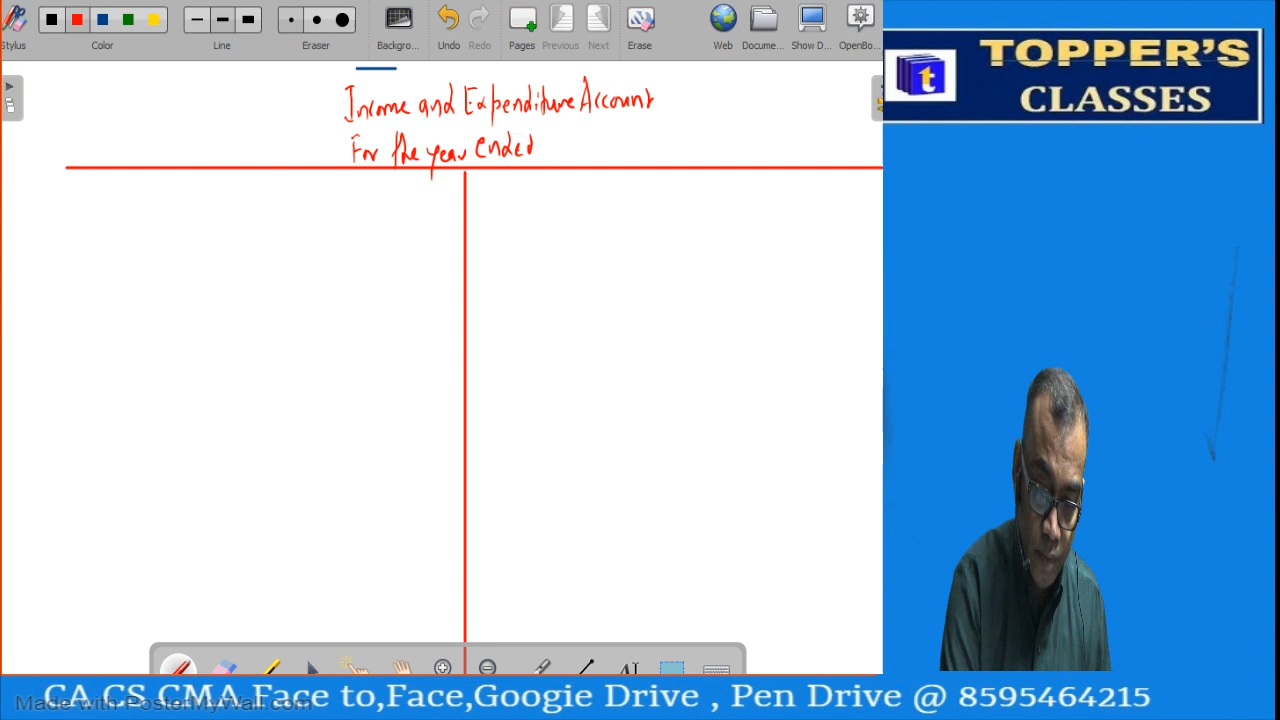 Stylus
Color
Line
Eraser
Backgro...
Undo
Redo
Pages
Previous
Next
Erase
Web
Docume...
Show D...
OpenBo...
TOPPER'S
CLASSES
t
Income and Expenditure Account
For the year ended
CA,CS,CMA Face to,Face,Googie Drive , Pen Drive @ 8595464215
Made with PosterMyWall.com